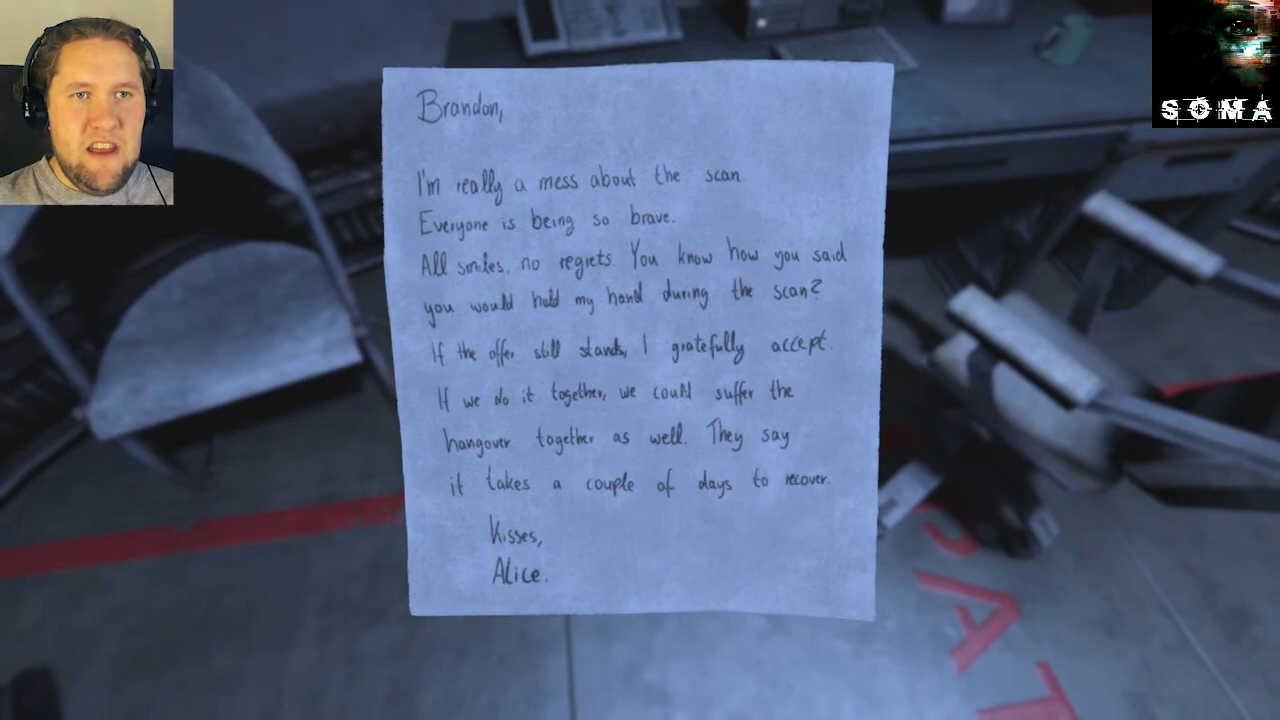 SOMA
Brandon,
I'm really a mess about the scan.
Everyone is being so brave.
All smiles, no regrets. You know how you said
you would hold my hand during the scan?
If the offer still stands, I gratefully accept.
If we do it together, we could suffer the
hangover together as well. They say
it takes a couple of days to recover.
Kisses,
Alice.